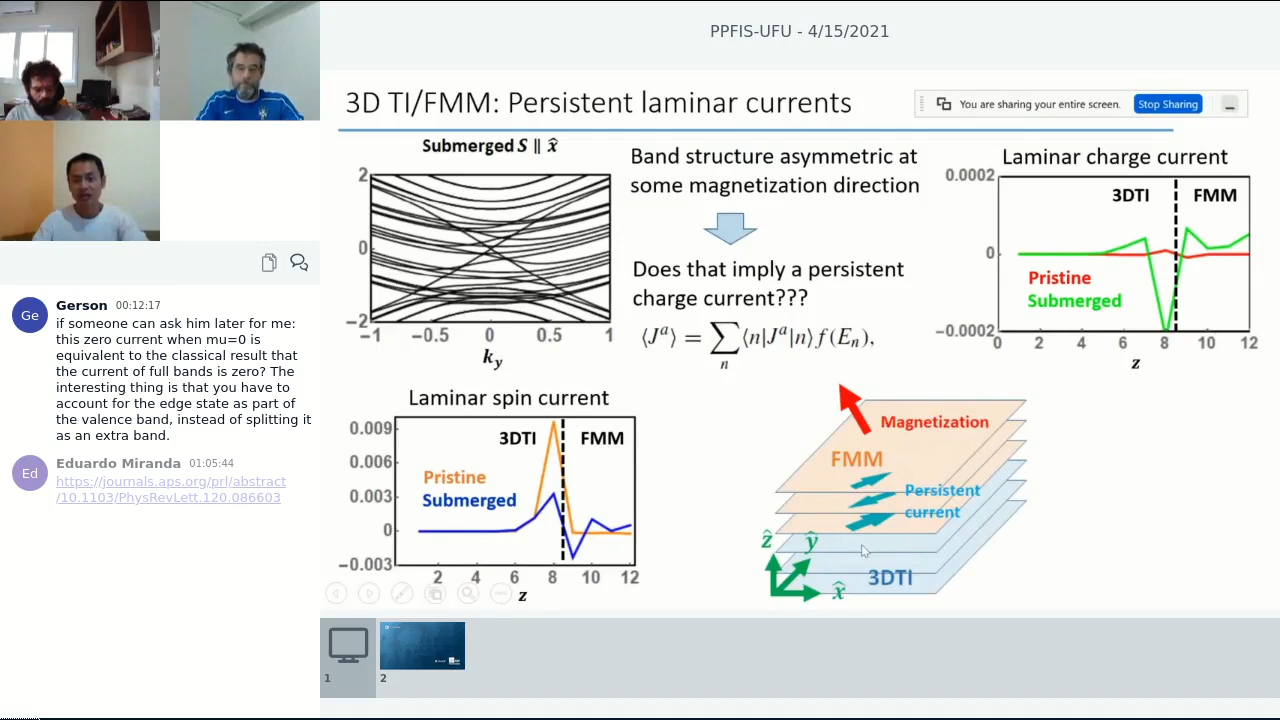 PPFIS-UFU - 4/15/2021
3D TI/FMM: Persistent laminar currents
You are sharing your entire screen.
Stop Sharing
Submerged S ∥ x̂
2
0
−2
−1
−0.5
0
0.5
1
k_y
Band structure asymmetric at
some magnetization direction
Does that imply a persistent
charge current???
⟨J^a⟩ = ∑_n ⟨n|J^a|n⟩ f(E_n),
Laminar charge current
0.0002
0
−0.0002
3DTI
FMM
Pristine
Submerged
0
2
4
6
8
10
12
z
Laminar spin current
0.009
0.006
0.003
0
−0.003
3DTI
FMM
Pristine
Submerged
2
4
6
8
10
12
z
Magnetization
FMM
Persistent
current
3DTI
ẑ
ŷ
x̂
Ge
Gerson 00:12:17
if someone can ask him later for me:
this zero current when mu=0 is
equivalent to the classical result that
the current of full bands is zero? The
interesting thing is that you have to
account for the edge state as part of
the valence band, instead of splitting it
as an extra band.
Ed
Eduardo Miranda 01:05:44
https://journals.aps.org/prl/abstract
/10.1103/PhysRevLett.120.086603
1
2